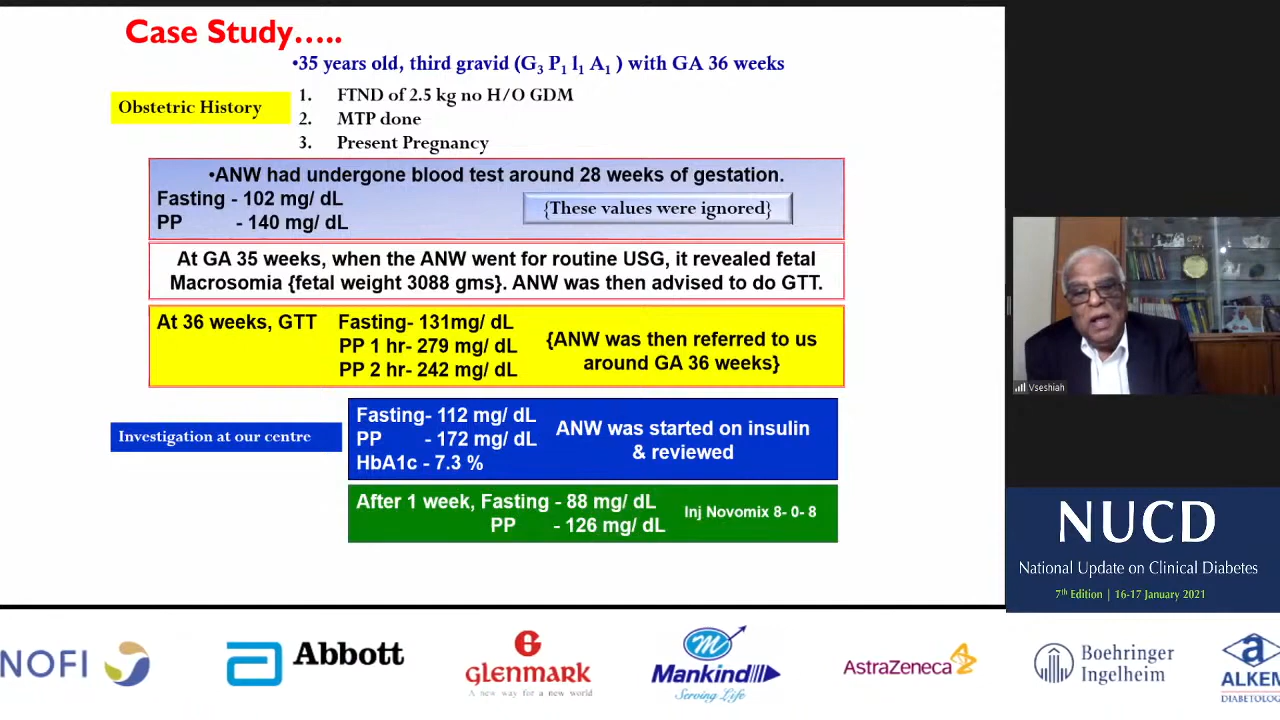 Case Study…..
•35 years old, third gravid (G3 P1 l1 A1 ) with GA 36 weeks
Obstetric History
1. FTND of 2.5 kg no H/O GDM
2. MTP done
3. Present Pregnancy
•ANW had undergone blood test around 28 weeks of gestation.
Fasting - 102 mg/ dL
PP - 140 mg/ dL
{These values were ignored}
At GA 35 weeks, when the ANW went for routine USG, it revealed fetal
Macrosomia {fetal weight 3088 gms}. ANW was then advised to do GTT.
At 36 weeks, GTT Fasting- 131mg/ dL
PP 1 hr- 279 mg/ dL
PP 2 hr- 242 mg/ dL
{ANW was then referred to us
around GA 36 weeks}
Investigation at our centre
Fasting- 112 mg/ dL
PP - 172 mg/ dL
HbA1c - 7.3 %
ANW was started on insulin
& reviewed
After 1 week, Fasting - 88 mg/ dL
PP - 126 mg/ dL
Inj Novomix 8- 0- 8
Vseshiah
NUCD
National Update on Clinical Diabetes
7th Edition | 16-17 January 2021
NOFI
Abbott
GLENMARK
A new way for a new world
Mankind
Serving Life
AstraZeneca
Boehringer
Ingelheim
ALKEM
DIABETOLOG